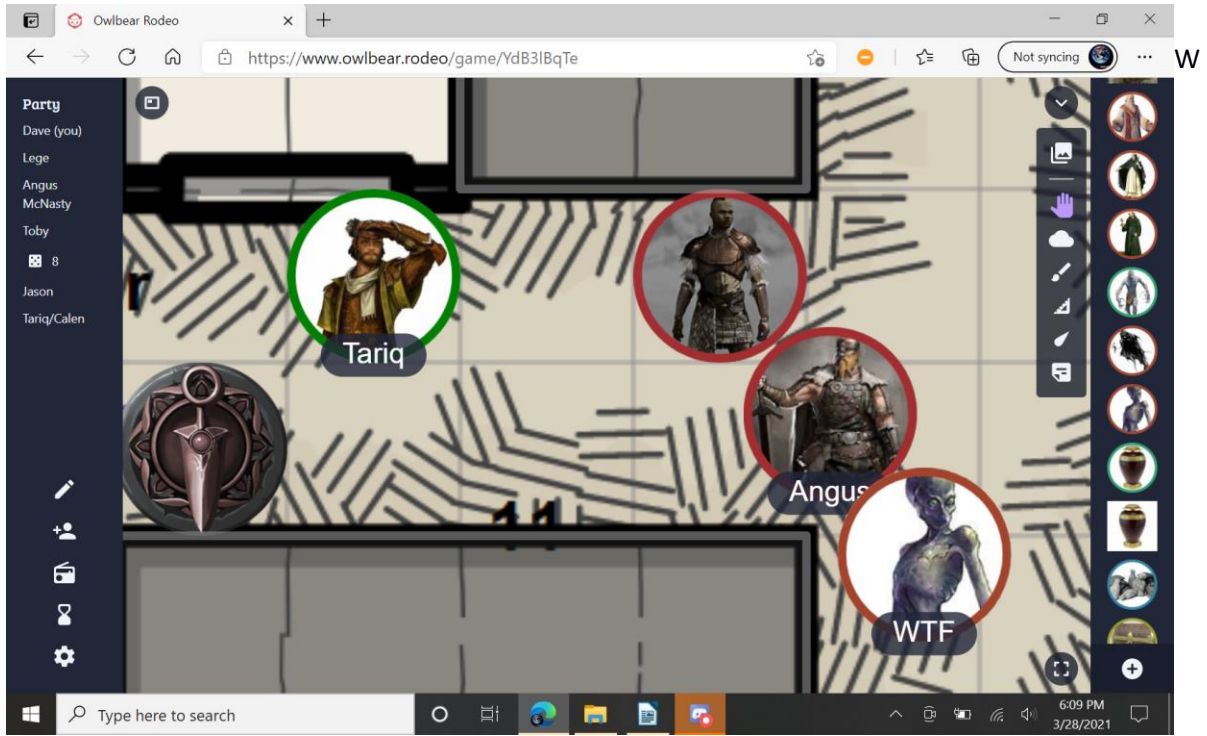 Owlbear Rodeo
https://www.owlbear.rodeo/game/YdB3lBqTe
Not syncing
W
Party
Dave (you)
Lege
Angus
McNasty
Toby
8
Jason
Tariq/Calen
r
Tariq
Angus
11
WTF
Type here to search
6:09 PM
3/28/2021